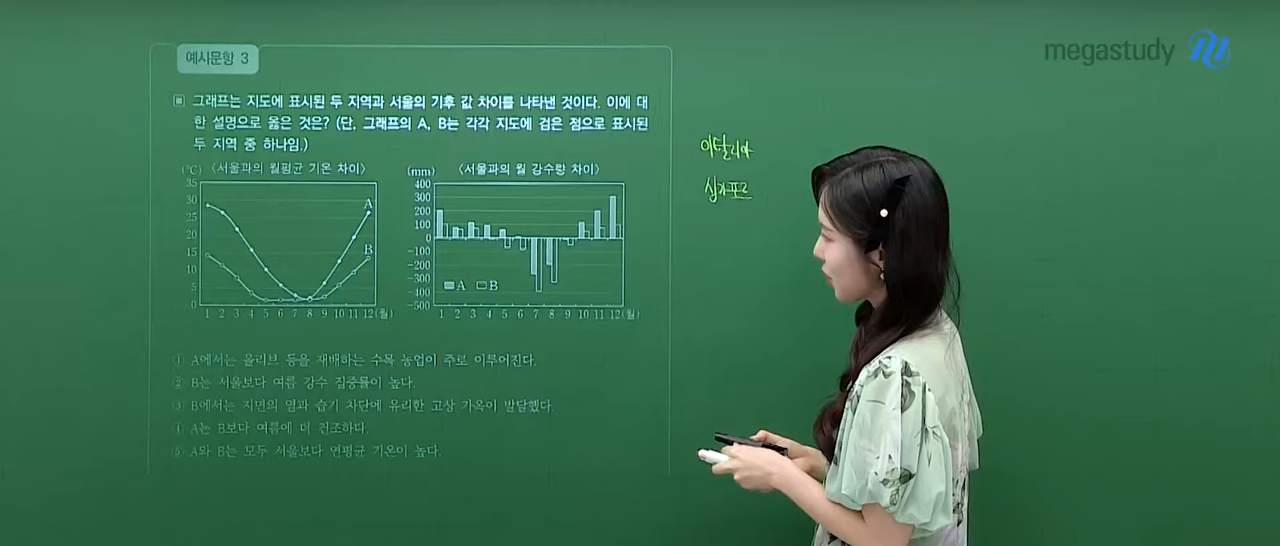 예시문항 3
megastudy
그래프는 지도에 표시된 두 지역과 서울의 기후 값 차이를 나타낸 것이다. 이에 대
한 설명으로 옳은 것은? (단, 그래프의 A, B는 각각 지도에 검은 점으로 표시된
두 지역 중 하나임.)
이탈리아
싱가포르
(℃) 〈서울과의 월평균 기온 차이〉
35
30
25
20
15
10
5
0
A
B
1 2 3 4 5 6 7 8 9 10 11 12(월)
(mm) 〈서울과의 월 강수량 차이〉
400
300
200
100
0
-100
-200
-300
-400
-500
A B
1 2 3 4 5 6 7 8 9 10 11 12(월)
① A에서는 올리브 등을 재배하는 수목 농업이 주로 이루어진다.
② B는 서울보다 여름 강수 집중률이 높다.
③ B에서는 지면의 열과 습기 차단에 유리한 고상 가옥이 발달했다.
④ A는 B보다 여름에 더 건조하다.
⑤ A와 B는 모두 서울보다 연평균 기온이 높다.